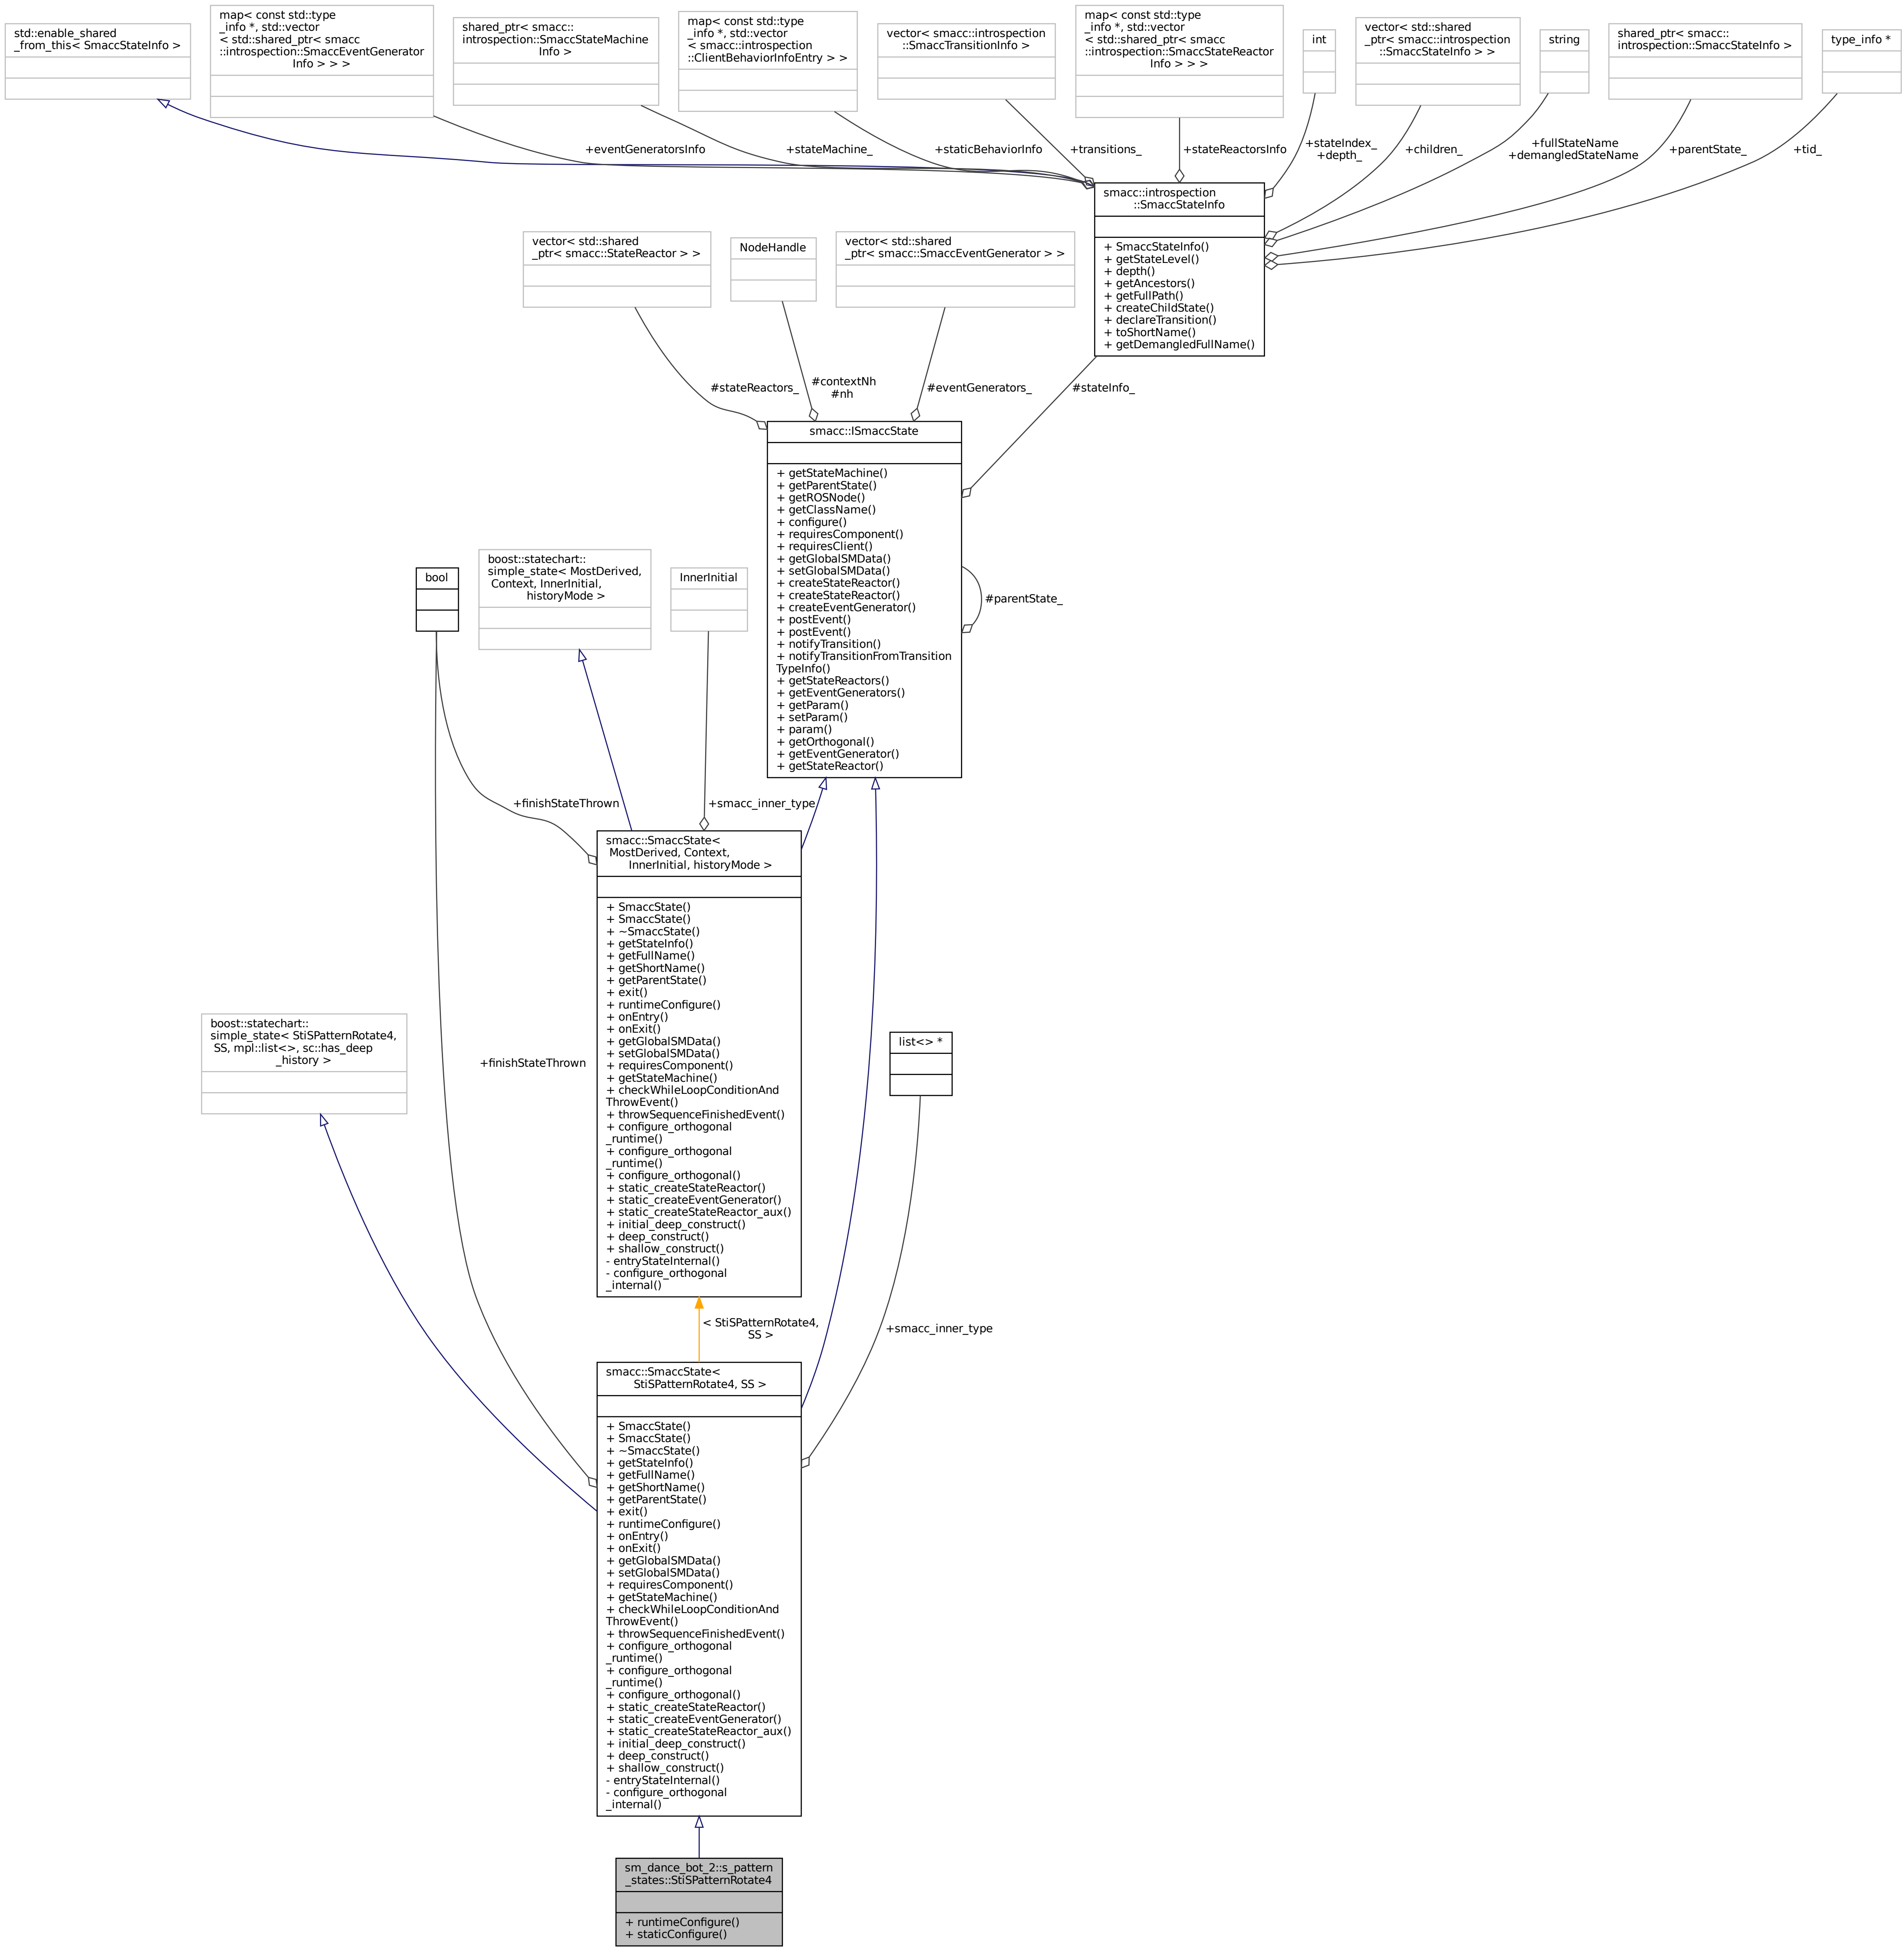 std::enable_shared
_from_this< SmaccStateInfo >
map< const std::type
_info *, std::vector
< std::shared_ptr< smacc
::introspection::SmaccEventGenerator
Info > > >
shared_ptr< smacc::
introspection::SmaccStateMachine
Info >
map< const std::type
_info *, std::vector
< smacc::introspection
::ClientBehaviorInfoEntry > >
vector< smacc::introspection
::SmaccTransitionInfo >
map< const std::type
_info *, std::vector
< std::shared_ptr< smacc
::introspection::SmaccStateReactor
Info > > >
int
vector< std::shared
_ptr< smacc::introspection
::SmaccStateInfo > >
string
shared_ptr< smacc::
introspection::SmaccStateInfo >
type_info *
+eventGeneratorsInfo
+stateMachine_
+staticBehaviorInfo
+transitions_
+stateReactorsInfo
+stateIndex_
+depth_
+children_
+fullStateName
+demangledStateName
+parentState_
+tid_
smacc::introspection
::SmaccStateInfo
+ SmaccStateInfo()
+ getStateLevel()
+ depth()
+ getAncestors()
+ getFullPath()
+ createChildState()
+ declareTransition()
+ toShortName()
+ getDemangledFullName()
vector< std::shared
_ptr< smacc::StateReactor > >
NodeHandle
vector< std::shared
_ptr< smacc::SmaccEventGenerator > >
#stateReactors_
#contextNh
#nh
#eventGenerators_
#stateInfo_
smacc::ISmaccState
+ getStateMachine()
+ getParentState()
+ getROSNode()
+ getClassName()
+ configure()
+ requiresComponent()
+ requiresClient()
+ getGlobalSMData()
+ setGlobalSMData()
+ createStateReactor()
+ createStateReactor()
+ createEventGenerator()
+ postEvent()
+ postEvent()
+ notifyTransition()
+ notifyTransitionFromTransition
TypeInfo()
+ getStateReactors()
+ getEventGenerators()
+ getParam()
+ setParam()
+ param()
+ getOrthogonal()
+ getEventGenerator()
+ getStateReactor()
#parentState_
bool
boost::statechart::
simple_state< MostDerived,
Context, InnerInitial,
historyMode >
InnerInitial
+finishStateThrown
+smacc_inner_type
smacc::SmaccState<
MostDerived, Context,
InnerInitial, historyMode >
+ SmaccState()
+ SmaccState()
+ ~SmaccState()
+ getStateInfo()
+ getFullName()
+ getShortName()
+ getParentState()
+ exit()
+ runtimeConfigure()
+ onEntry()
+ onExit()
+ getGlobalSMData()
+ setGlobalSMData()
+ requiresComponent()
+ getStateMachine()
+ checkWhileLoopConditionAnd
ThrowEvent()
+ throwSequenceFinishedEvent()
+ configure_orthogonal
_runtime()
+ configure_orthogonal
_runtime()
+ configure_orthogonal()
+ static_createStateReactor()
+ static_createEventGenerator()
+ static_createStateReactor_aux()
+ initial_deep_construct()
+ deep_construct()
+ shallow_construct()
- entryStateInternal()
- configure_orthogonal
_internal()
boost::statechart::
simple_state< StiSPatternRotate4,
SS, mpl::list<>, sc::has_deep
_history >
+finishStateThrown
list<> *
< StiSPatternRotate4,
SS >
+smacc_inner_type
smacc::SmaccState<
StiSPatternRotate4, SS >
+ SmaccState()
+ SmaccState()
+ ~SmaccState()
+ getStateInfo()
+ getFullName()
+ getShortName()
+ getParentState()
+ exit()
+ runtimeConfigure()
+ onEntry()
+ onExit()
+ getGlobalSMData()
+ setGlobalSMData()
+ requiresComponent()
+ getStateMachine()
+ checkWhileLoopConditionAnd
ThrowEvent()
+ throwSequenceFinishedEvent()
+ configure_orthogonal
_runtime()
+ configure_orthogonal
_runtime()
+ configure_orthogonal()
+ static_createStateReactor()
+ static_createEventGenerator()
+ static_createStateReactor_aux()
+ initial_deep_construct()
+ deep_construct()
+ shallow_construct()
- entryStateInternal()
- configure_orthogonal
_internal()
sm_dance_bot_2::s_pattern
_states::StiSPatternRotate4
+ runtimeConfigure()
+ staticConfigure()